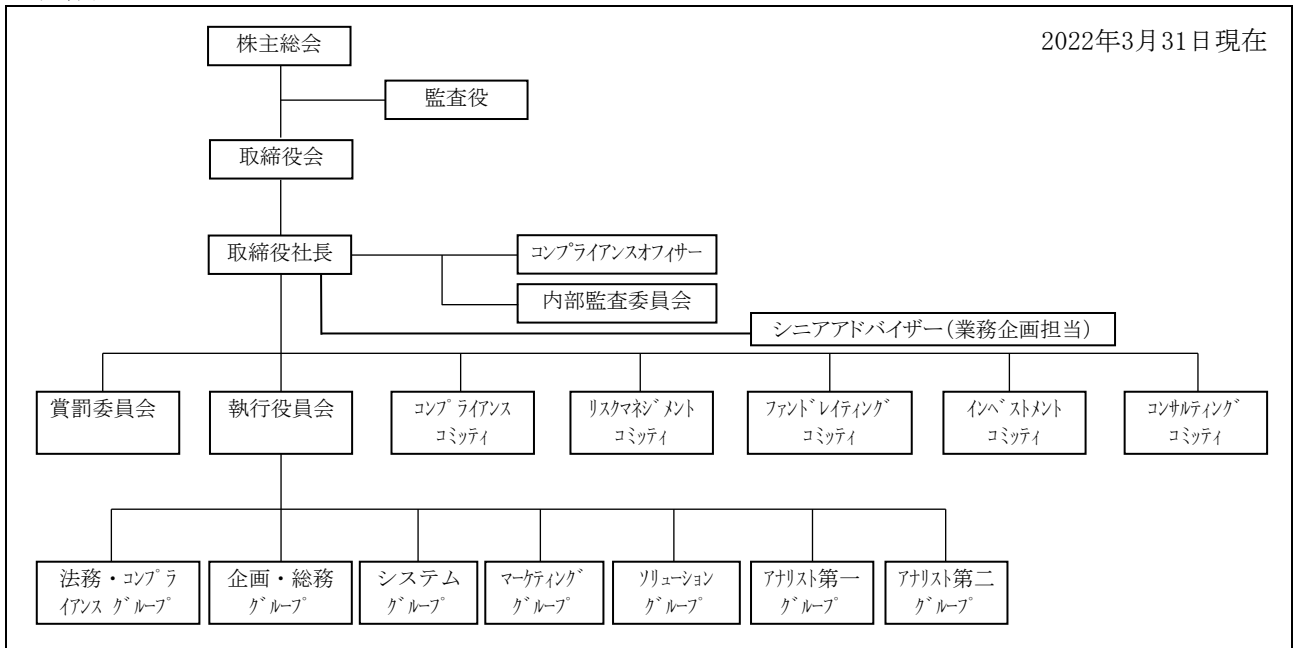 2022年3月31日現在
株主総会
監査役
取締役会
取締役社長
コンプライアンスオフィサー
内部監査委員会
シニアアドバイザー（業務企画担当）
賞罰委員会
執行役員会
コンプライアンス
コミッティ
リスクマネジメント
コミッティ
ファンドレイティング
コミッティ
インベストメント
コミッティ
コンサルティング
コミッティ
法務・コンプラ
イアンス グループ
企画・総務
グループ
システム
グループ
マーケティング
グループ
ソリューション
グループ
アナリスト第一
グループ
アナリスト第二
グループ